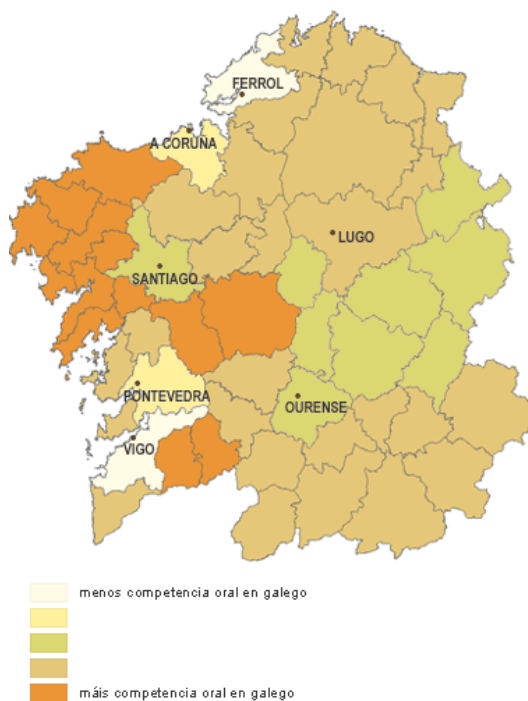 FERROL
A CORUÑA
LUGO
SANTIAGO
PONTEVEDRA
OURENSE
VIGO
menos competencia oral en galego
máis competencia oral en galego